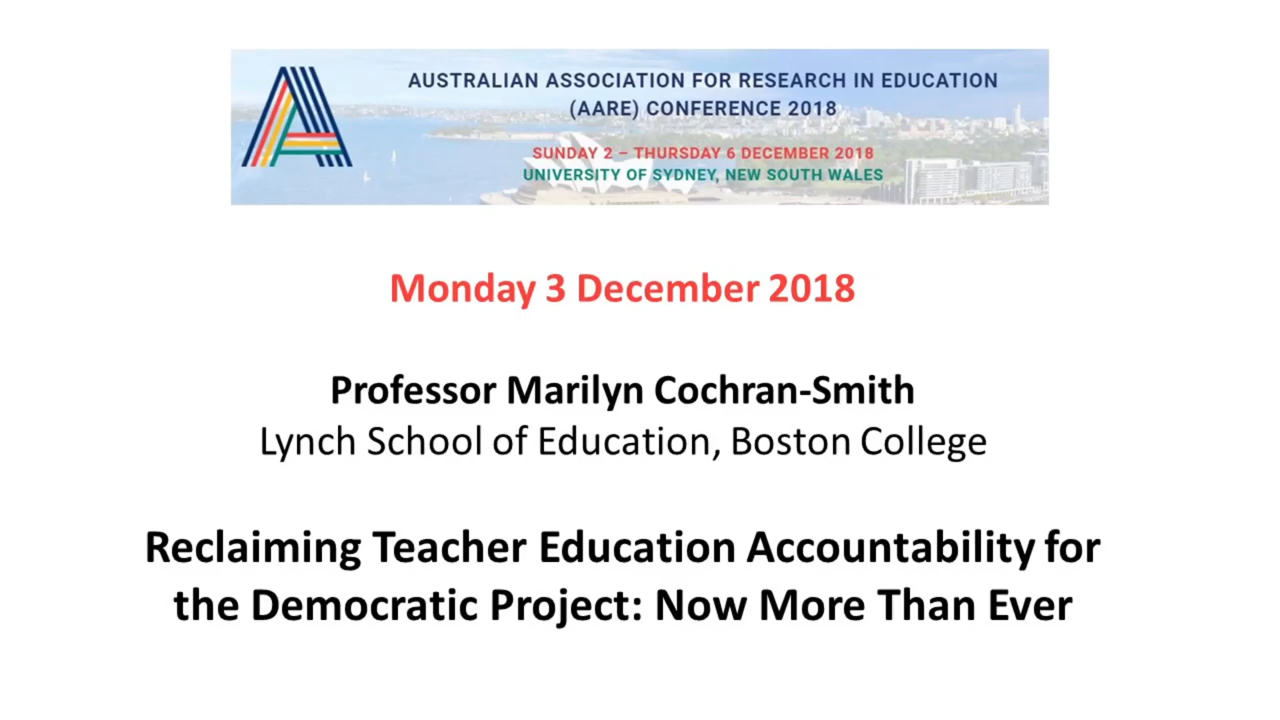 AUSTRALIAN ASSOCIATION FOR RESEARCH IN EDUCATION
(AARE) CONFERENCE 2018
SUNDAY 2 – THURSDAY 6 DECEMBER 2018
UNIVERSITY OF SYDNEY, NEW SOUTH WALES
Monday 3 December 2018
Professor Marilyn Cochran-Smith
Lynch School of Education, Boston College
Reclaiming Teacher Education Accountability for
the Democratic Project: Now More Than Ever